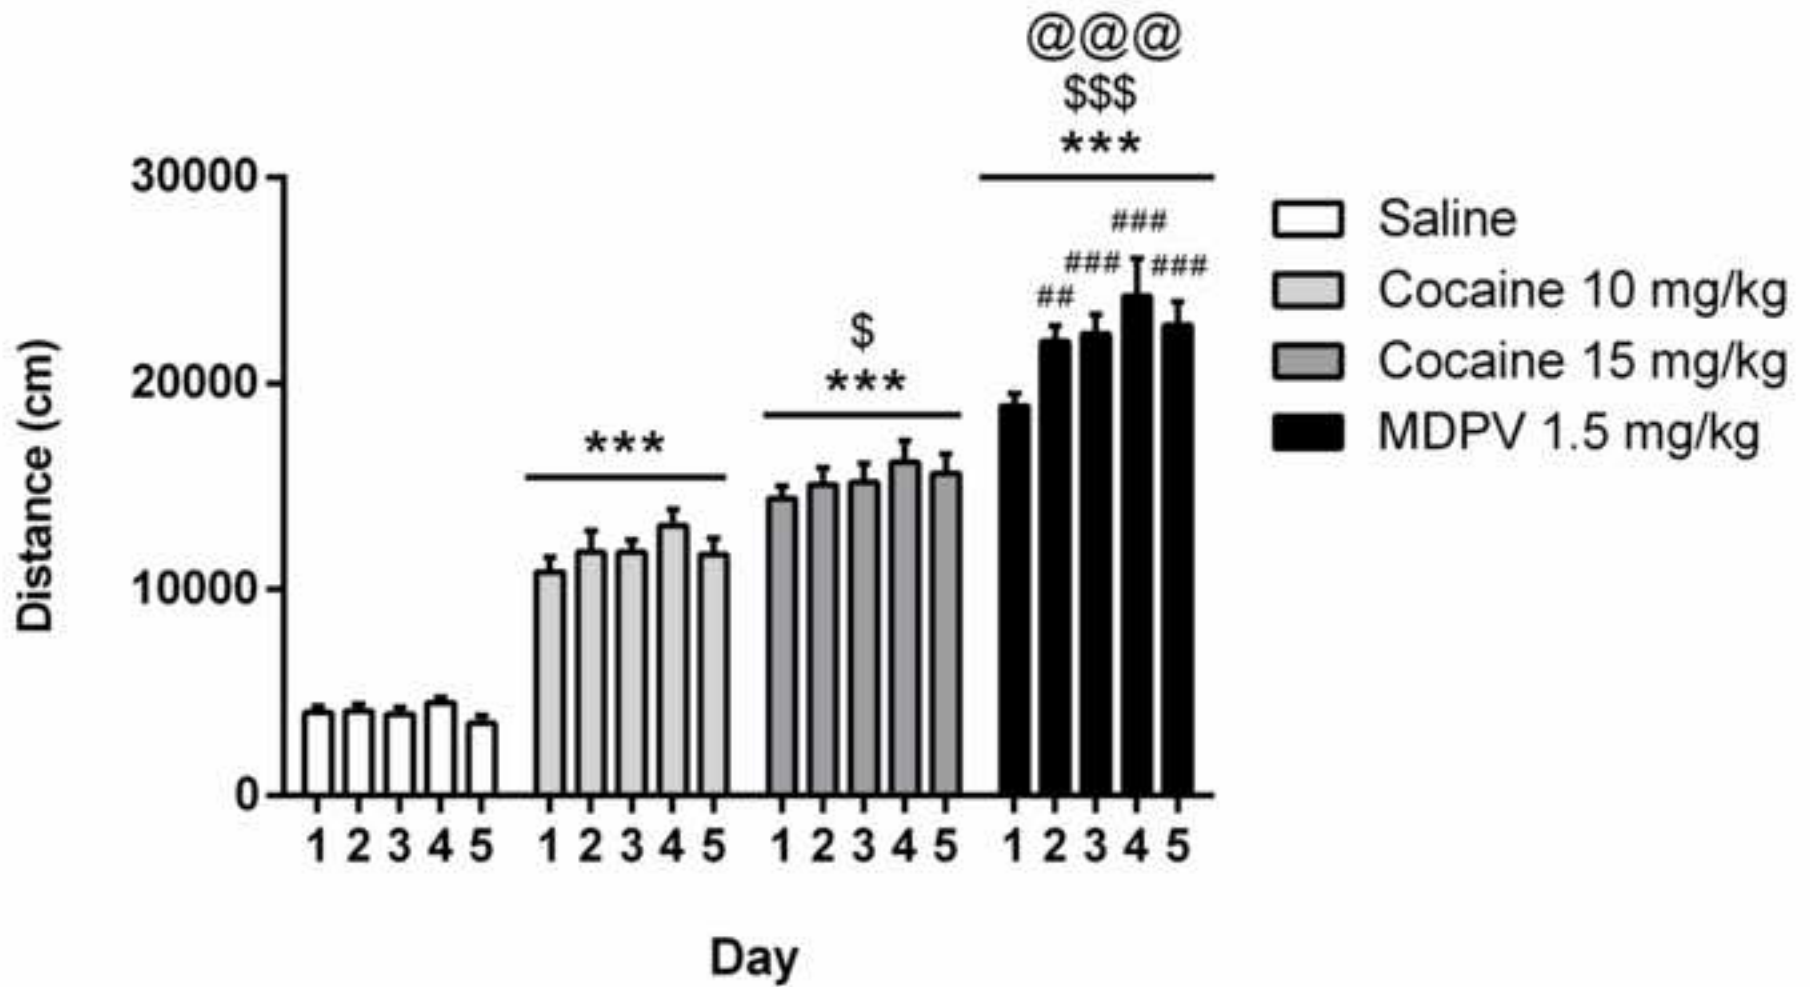 @@@
$$$
***
30000
###
### ###
##
$
***
20000
***
10000
0
Distance (cm)
1 2 3 4 5 1 2 3 4 5 1 2 3 4 5 1 2 3 4 5
Day
Saline
Cocaine 10 mg/kg
Cocaine 15 mg/kg
MDPV 1.5 mg/kg